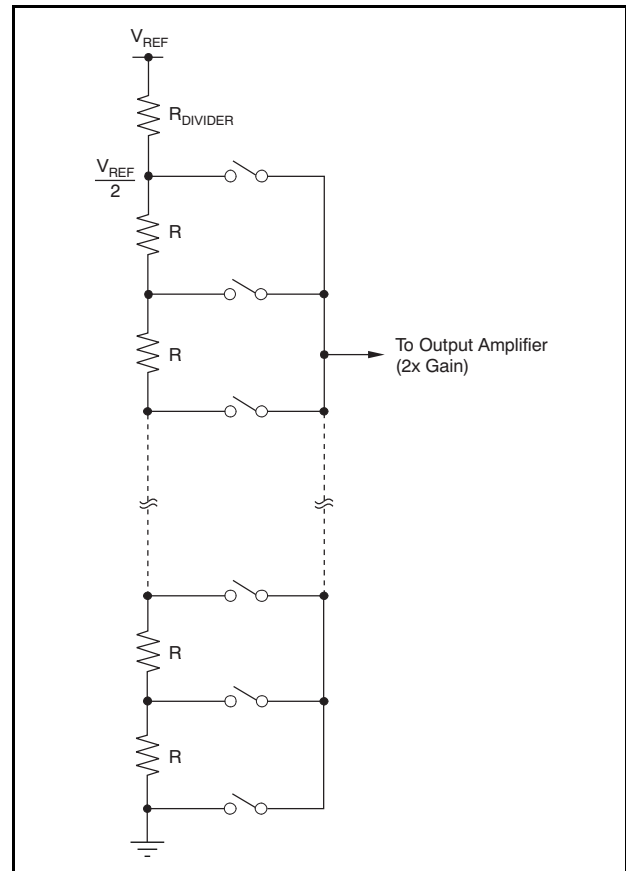 V_REF
R_DIVIDER
V_REF
2
R
R
To Output Amplifier
(2x Gain)
R
R